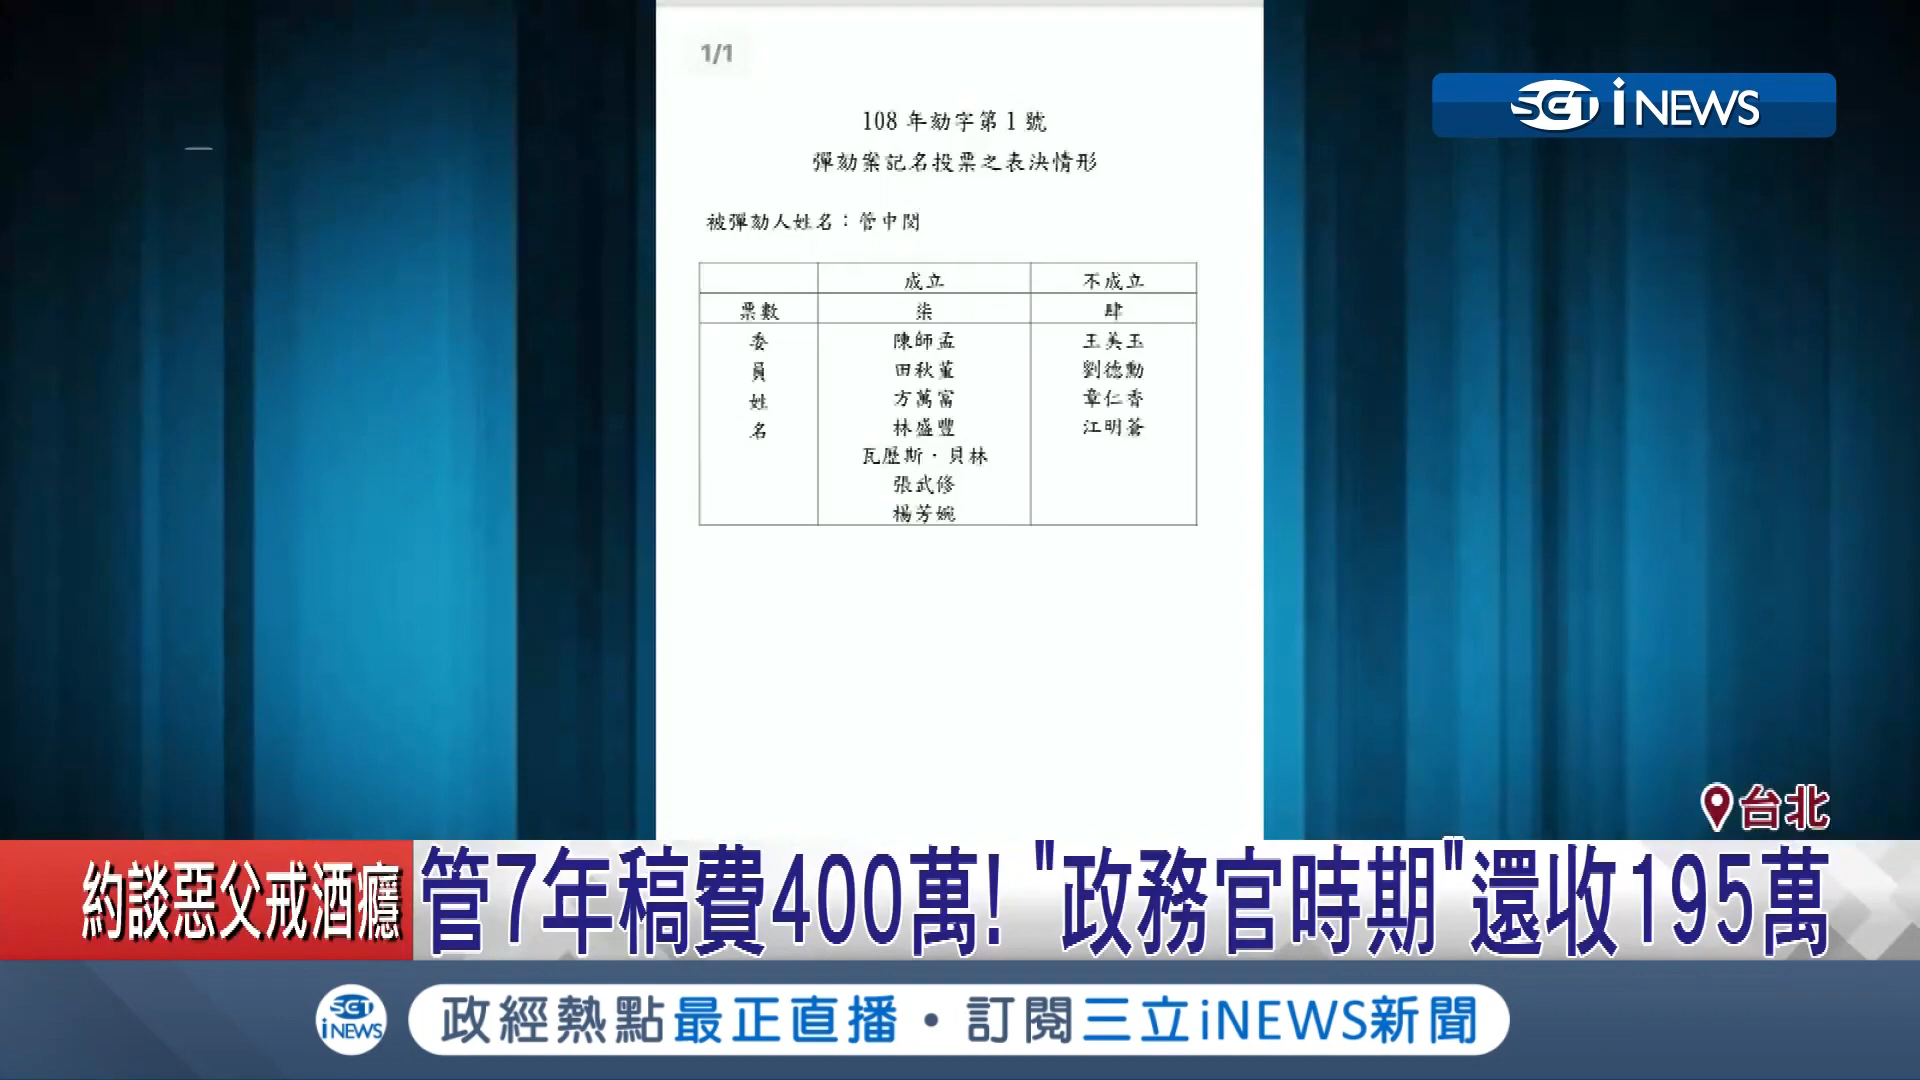 1/1
SET iNEWS
108 年劾字第 1 號
彈劾案記名投票之表決情形
被彈劾人姓名：管中閔
成立 不成立
票數 柒 肆
委員姓名
陳師孟 王美玉
田秋堇 劉德勳
方萬富 章仁香
林盛豐 江明蒼
瓦歷斯．貝林
張武修
楊芳婉
台北
約談惡父戒酒癮
管7年稿費400萬! "政務官時期"還收195萬
SET iNEWS
政經熱點最正直播・訂閱三立iNEWS新聞